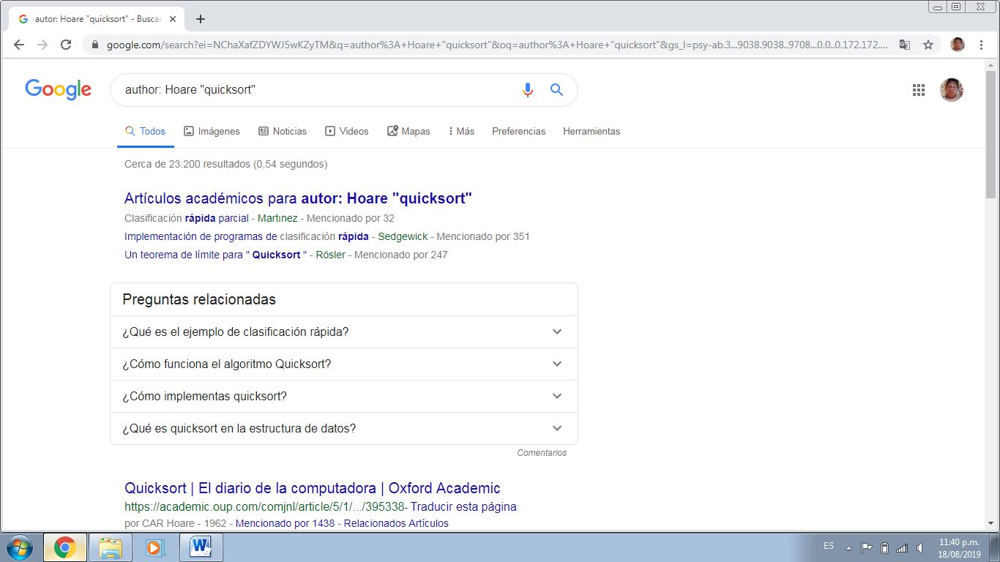 autor: Hoare "quicksort" - Buscar
google.com/search?ei=NChaXafZDYWJ5wKZyTM&q=author%3A+Hoare+"quicksort"&oq=author%3A+Hoare+"quicksort"&gs_l=psy-ab.3...9038.9038..9708...0.0..0.172.172....
Google
author: Hoare "quicksort"
Todos Imágenes Noticias Videos Mapas Más Preferencias Herramientas
Cerca de 23.200 resultados (0,54 segundos)
Artículos académicos para autor: Hoare "quicksort"
Clasificación rápida parcial - Martınez - Mencionado por 32
Implementación de programas de clasificación rápida - Sedgewick - Mencionado por 351
Un teorema de límite para " Quicksort " - Rösler - Mencionado por 247
Preguntas relacionadas
¿Qué es el ejemplo de clasificación rápida?
¿Cómo funciona el algoritmo Quicksort?
¿Cómo implementas quicksort?
¿Qué es quicksort en la estructura de datos?
Comentarios
Quicksort | El diario de la computadora | Oxford Academic
https://academic.oup.com/comjnl/article/5/1/.../395338- Traducir esta página
por CAR Hoare - 1962 - Mencionado por 1438 - Relacionados Artículos
ES
11:40 p.m.
18/08/2019